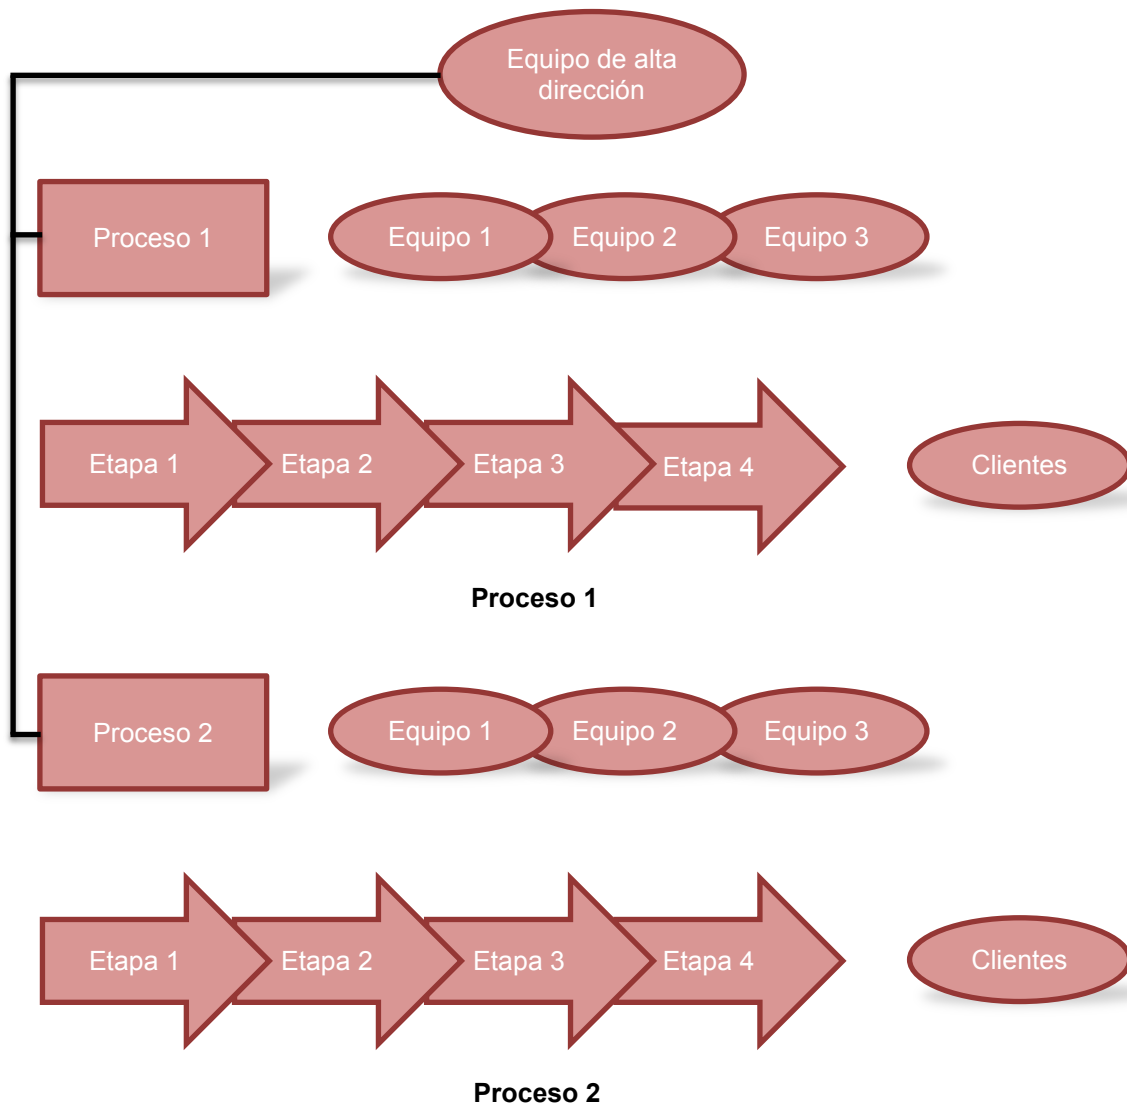 Equipo de alta
dirección
Proceso 1
Equipo 1
Equipo 2
Equipo 3
Etapa 1
Etapa 2
Etapa 3
Etapa 4
Clientes
Proceso 1
Proceso 2
Equipo 1
Equipo 2
Equipo 3
Etapa 1
Etapa 2
Etapa 3
Etapa 4
Clientes
Proceso 2